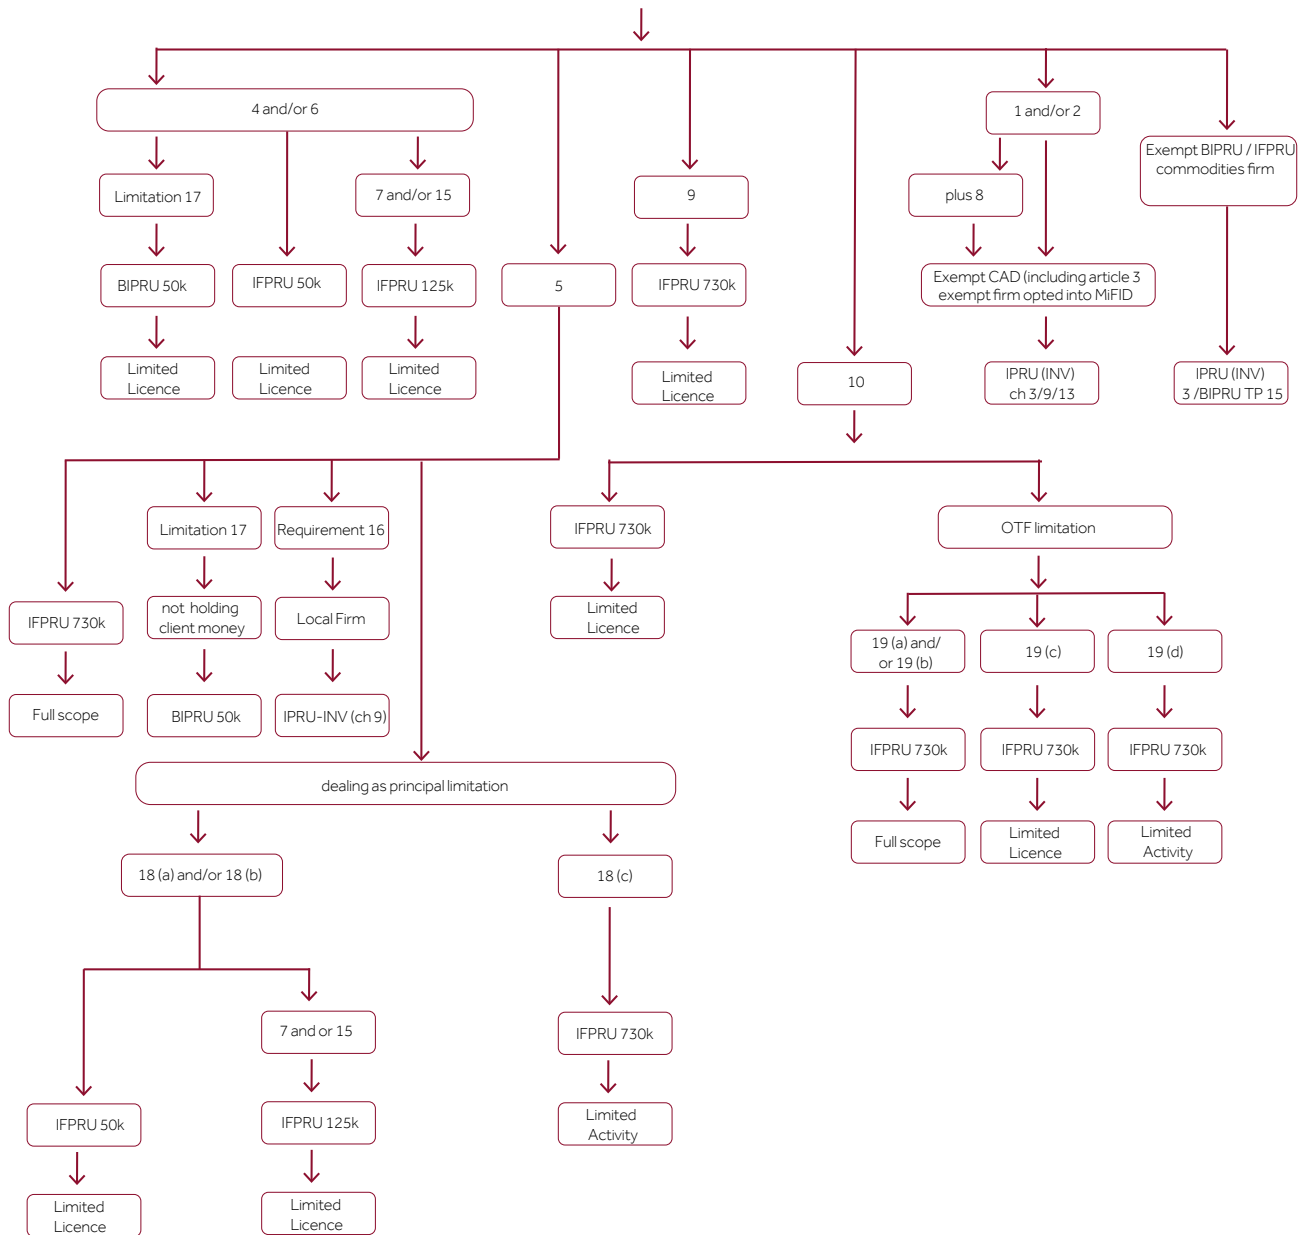 4 and/or 6
1 and/or 2
Exempt BIPRU / IFPRU
commodities firm
Limitation 17
7 and/or 15
9
plus 8
BIPRU 50k
IFPRU 50k
IFPRU 125k
5
IFPRU 730k
Exempt CAD (including article 3
exempt firm opted into MiFID
Limited
Licence
Limited
Licence
Limited
Licence
Limited
Licence
10
IPRU (INV)
ch 3/9/13
IPRU (INV)
3 /BIPRU TP 15
Limitation 17
Requirement 16
IFPRU 730k
OTF limitation
IFPRU 730k
not holding
client money
Local Firm
Limited
Licence
19 (a) and/
or 19 (b)
19 (c)
19 (d)
Full scope
BIPRU 50k
IPRU-INV (ch 9)
IFPRU 730k
IFPRU 730k
IFPRU 730k
dealing as principal limitation
Full scope
Limited
Licence
Limited
Activity
18 (a) and/or 18 (b)
18 (c)
7 and or 15
IFPRU 730k
IFPRU 50k
IFPRU 125k
Limited
Activity
Limited
Licence
Limited
Licence